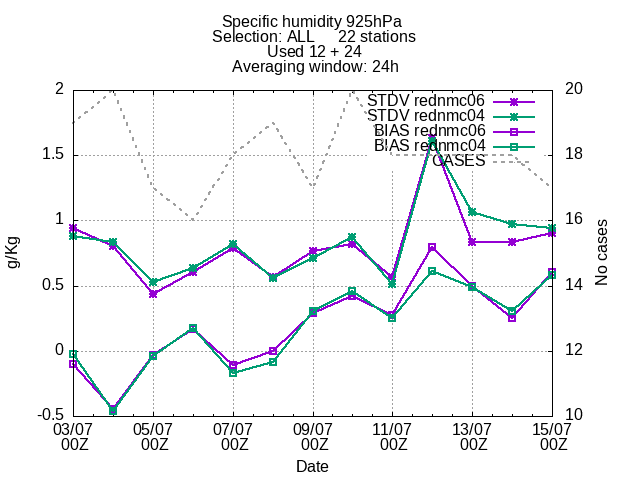 Specific humidity 925hPa
Selection: ALL 22 stations
Used 12 + 24
Averaging window: 24h
STDV rednmc06
STDV rednmc04
BIAS rednmc06
BIAS rednmc04
CASES
2
1.5
1
0.5
0
-0.5
g/Kg
20
18
16
14
12
10
No cases
03/07 05/07 07/07 09/07 11/07 13/07 15/07
00Z 00Z 00Z 00Z 00Z 00Z 00Z
Date